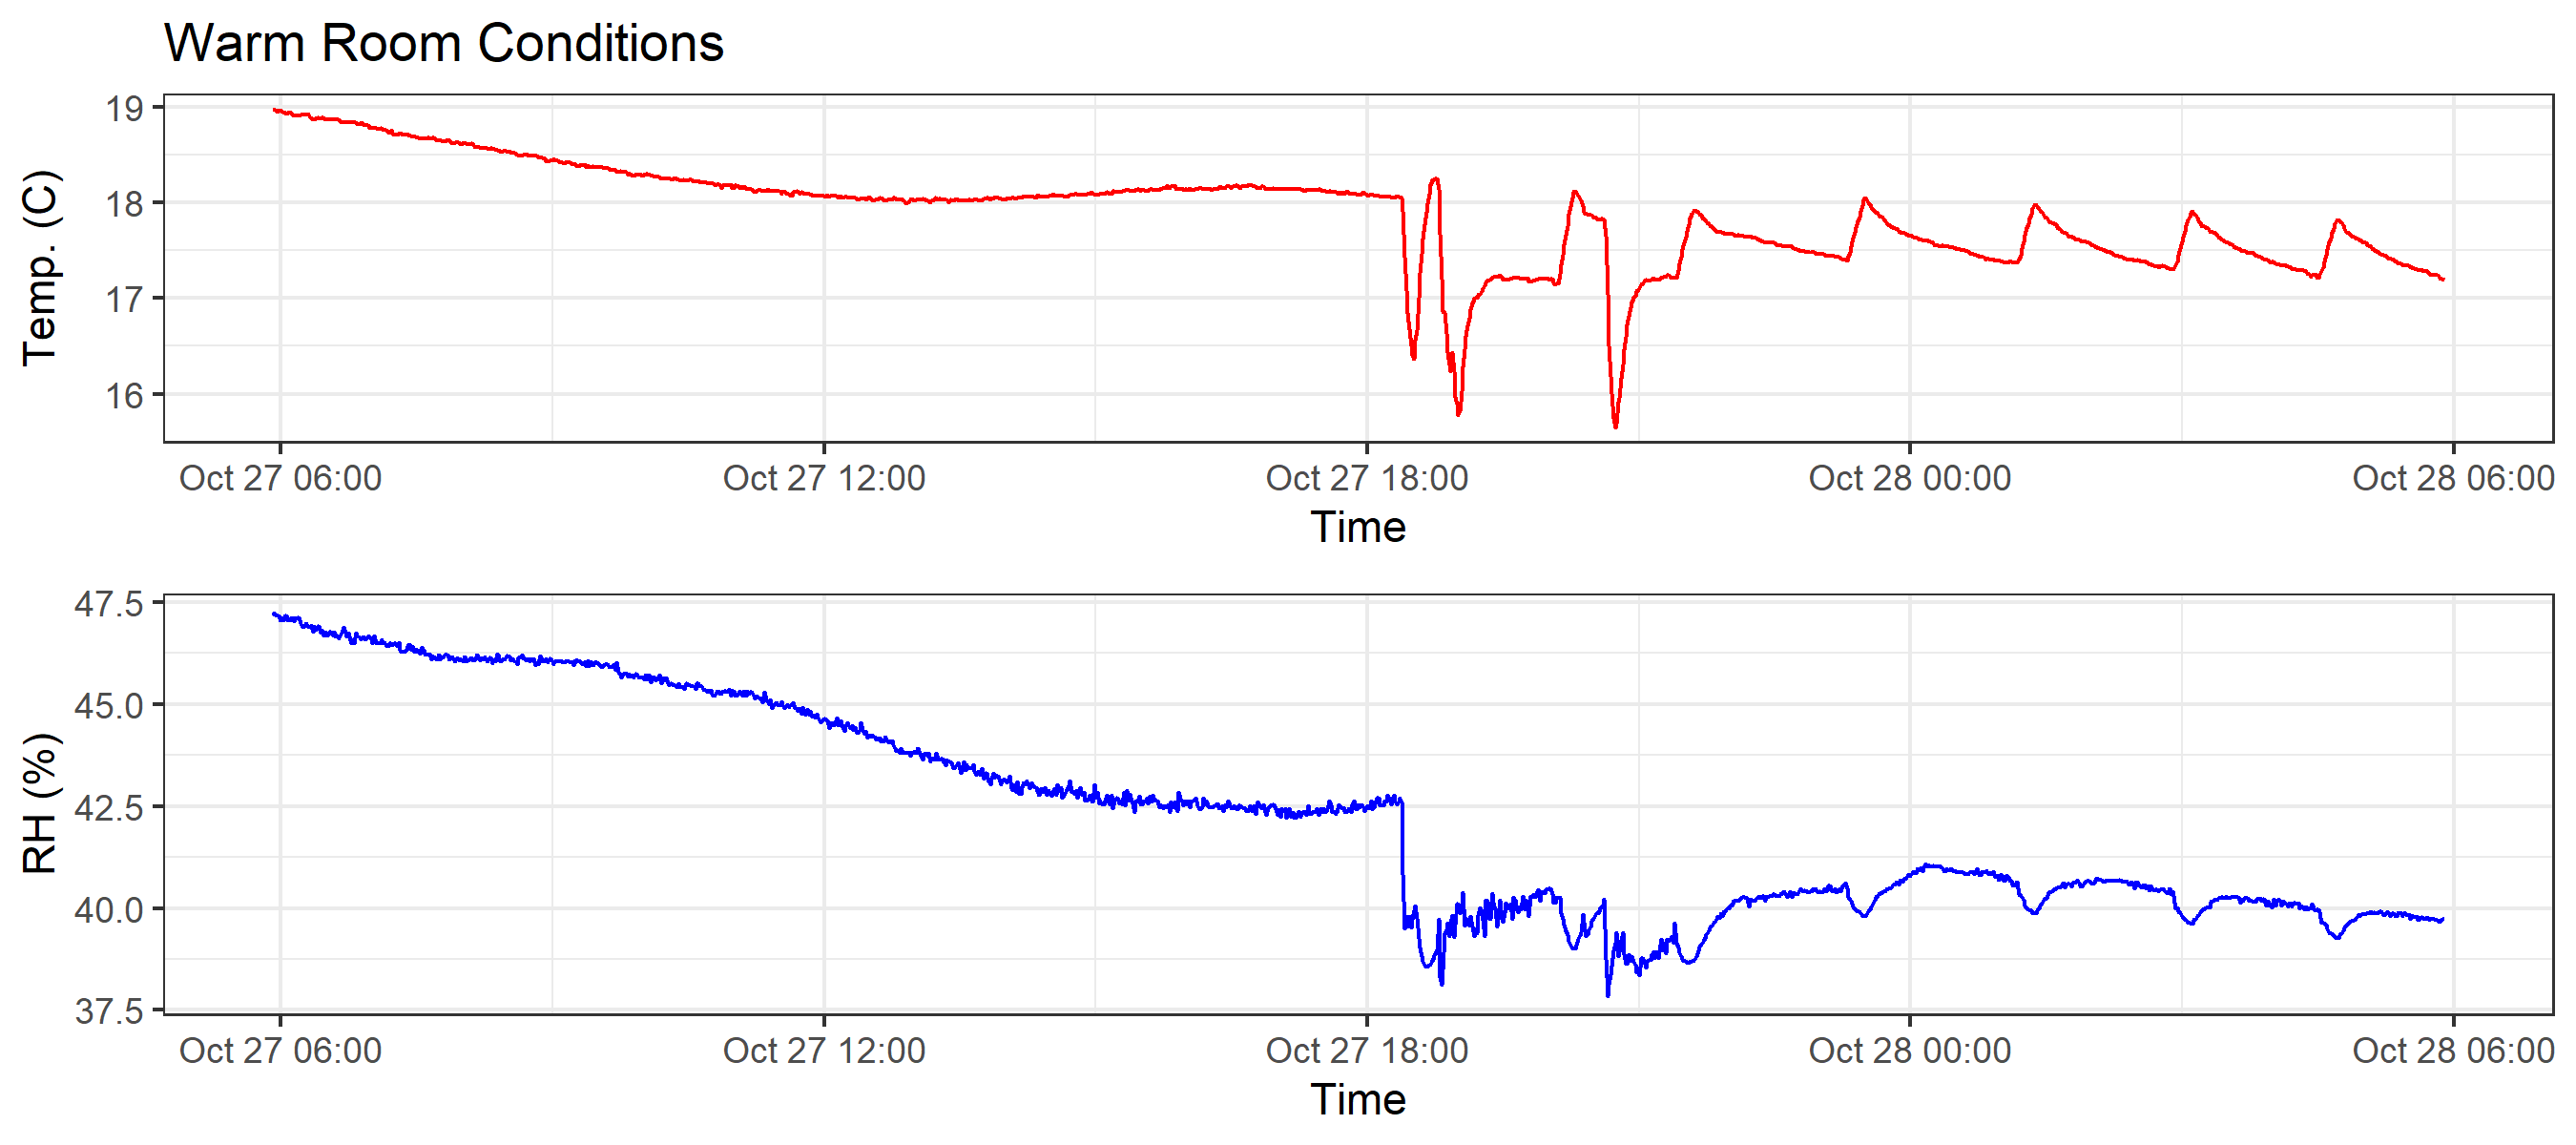 Warm Room Conditions
19
18
17
16
Temp. (C)
Oct 27 06:00 Oct 27 12:00 Oct 27 18:00 Oct 28 00:00 Oct 28 06:00
Time
47.5
45.0
42.5
40.0
37.5
RH (%)
Oct 27 06:00 Oct 27 12:00 Oct 27 18:00 Oct 28 00:00 Oct 28 06:00
Time